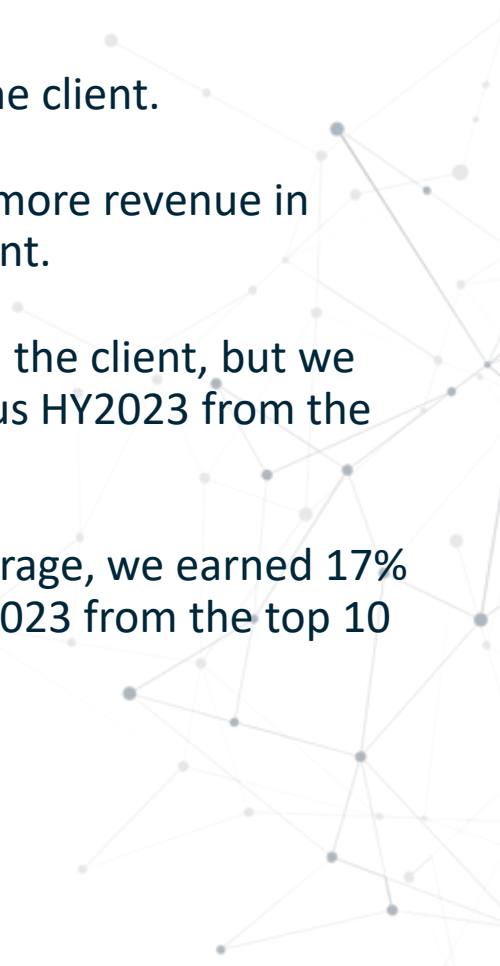 he client.
more revenue in
nt.
the client, but we
us HY2023 from the
rage, we earned 17%
023 from the top 10